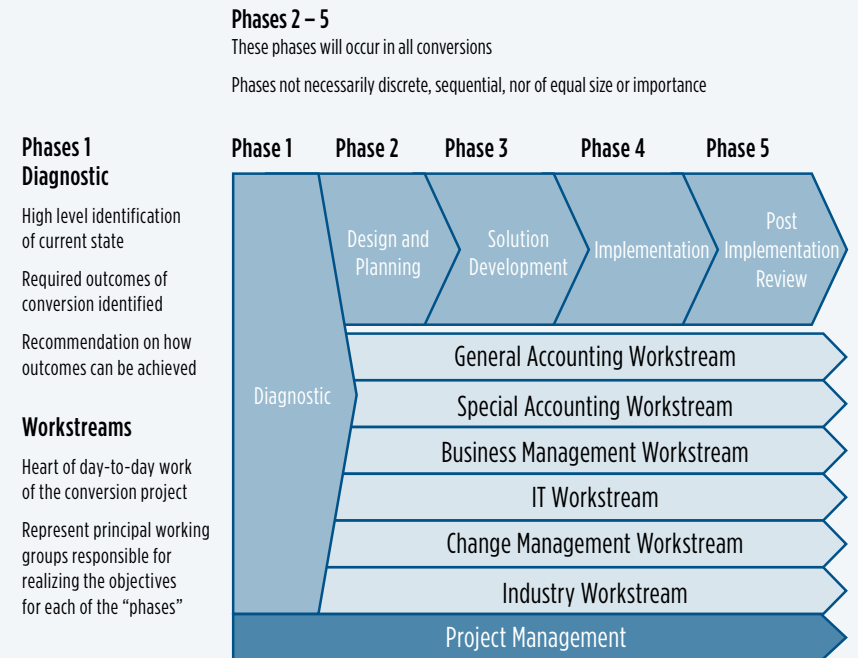 Phases 2 – 5
These phases will occur in all conversions
Phases not necessarily discrete, sequential, nor of equal size or importance
Phases 1
Diagnostic
High level identification
of current state
Required outcomes of
conversion identified
Recommendation on how
outcomes can be achieved
Workstreams
Heart of day-to-day work
of the conversion project
Represent principal working
groups responsible for
realizing the objectives
for each of the “phases”
Phase 1
Phase 2
Phase 3
Phase 4
Phase 5
Diagnostic
Design and
Planning
Solution
Development
Implementation
Post
Implementation
Review
General Accounting Workstream
Special Accounting Workstream
Business Management Workstream
IT Workstream
Change Management Workstream
Industry Workstream
Project Management